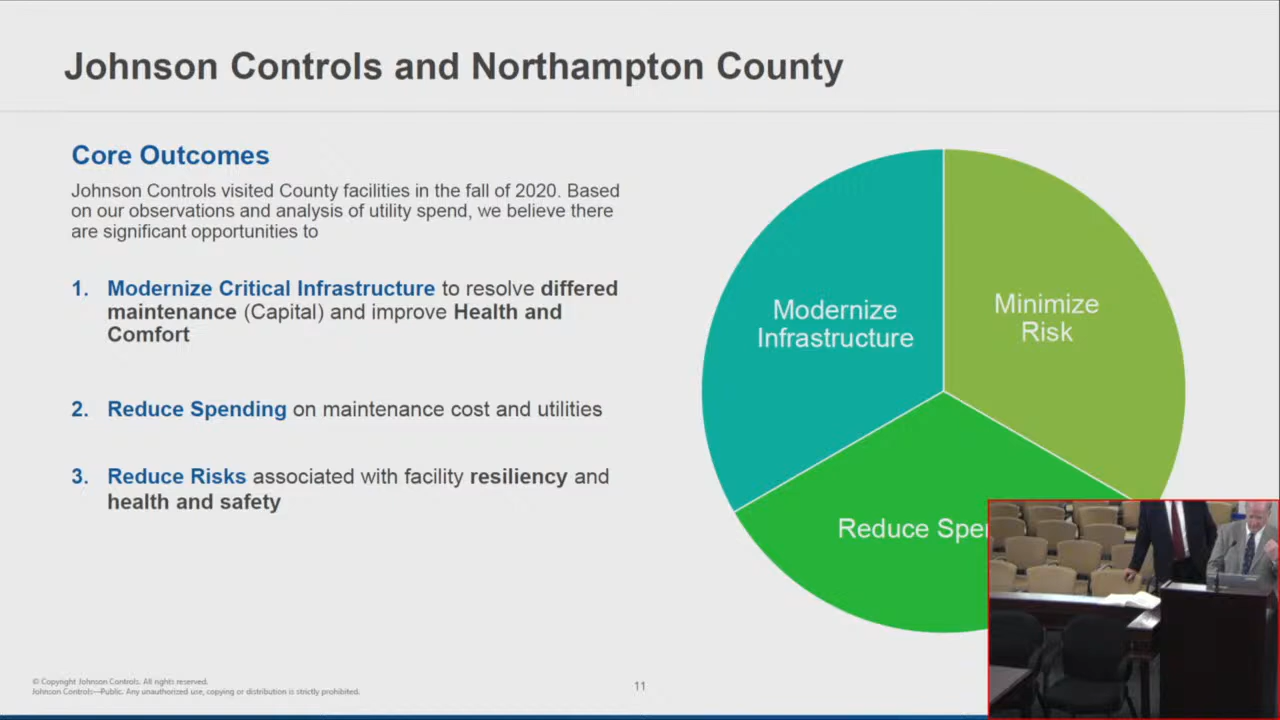 Johnson Controls and Northampton County
Core Outcomes
Johnson Controls visited County facilities in the fall of 2020. Based
on our observations and analysis of utility spend, we believe there
are significant opportunities to
1. Modernize Critical Infrastructure to resolve differed
maintenance (Capital) and improve Health and
Comfort
2. Reduce Spending on maintenance cost and utilities
3. Reduce Risks associated with facility resiliency and
health and safety
Modernize
Infrastructure
Minimize
Risk
Reduce
© Copyright Johnson Controls. All rights reserved.
Johnson Controls—Public. Any unauthorized use, copying or distribution is strictly prohibited.
11